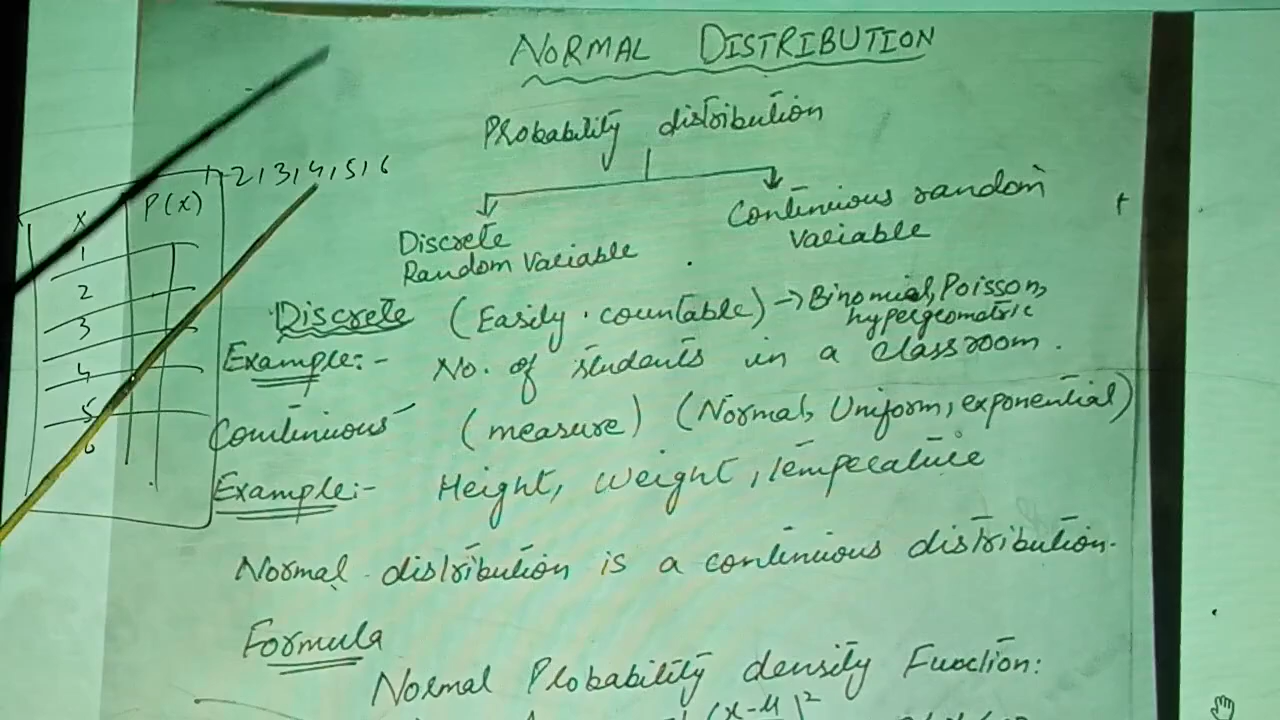 NORMAL DISTRIBUTION
Probability distribution
1, 2, 3, 4, 5, 6
x P(x)
1
2
3
4
5
6
Discrete
Random Variable
Continuous random
Variable
Discrete (Easily countable) → Binomial, Poisson,
hypergeometric
Example:- No. of students in a classroom.
Continuous (measure) (Normal, Uniform, exponential)
Example:- Height, Weight, Temperature
Normal distribution is a continuous distribution.
Formula
Normal Probability density Function:
(x-μ)²